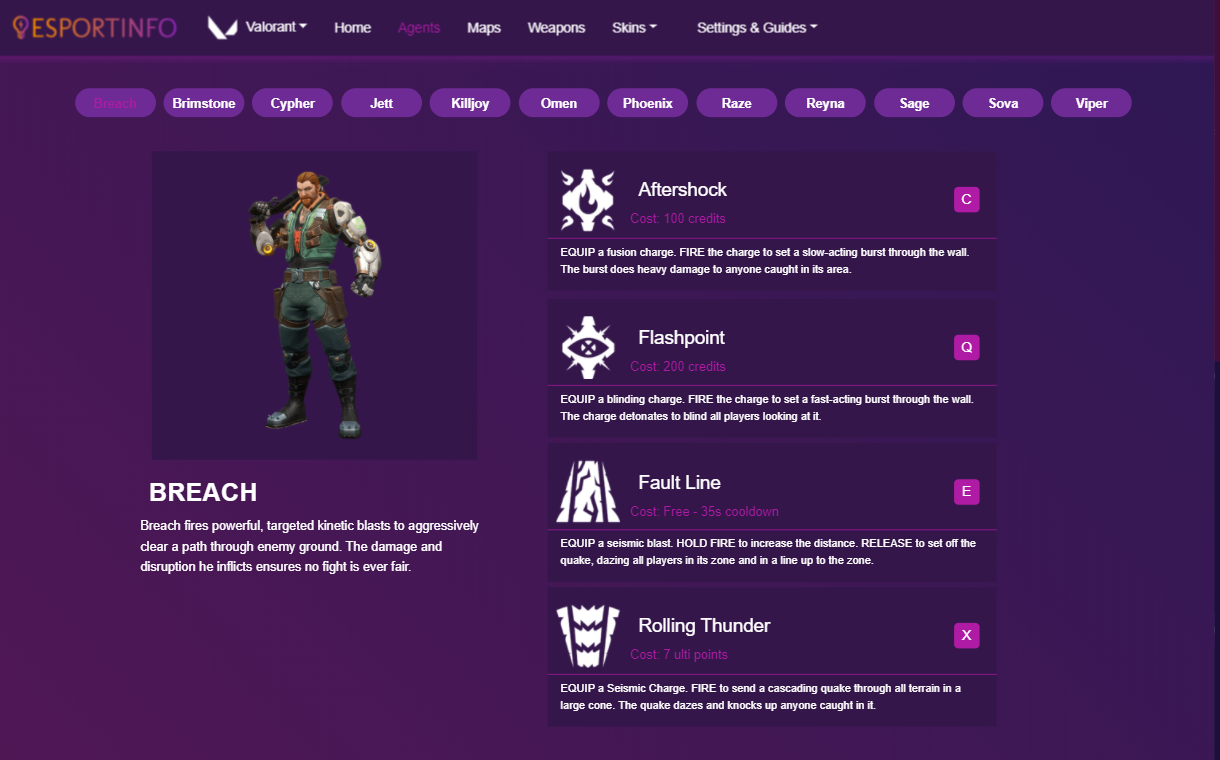 ESPORTINFO Valorant Home Agents Maps Weapons Skins Settings & Guides
Breach Brimstone Cypher Jett Killjoy Omen Phoenix Raze Reyna Sage Sova Viper
BREACH
Breach fires powerful, targeted kinetic blasts to aggressively
clear a path through enemy ground. The damage and
disruption he inflicts ensures no fight is ever fair.
Aftershock
C
Cost: 100 credits
EQUIP a fusion charge. FIRE the charge to set a slow-acting burst through the wall.
The burst does heavy damage to anyone caught in its area.
Flashpoint
Q
Cost: 200 credits
EQUIP a blinding charge. FIRE the charge to set a fast-acting burst through the wall.
The charge detonates to blind all players looking at it.
Fault Line
E
Cost: Free - 35s cooldown
EQUIP a seismic blast. HOLD FIRE to increase the distance. RELEASE to set off the
quake, dazing all players in its zone and in a line up to the zone.
Rolling Thunder
X
Cost: 7 ulti points
EQUIP a Seismic Charge. FIRE to send a cascading quake through all terrain in a
large cone. The quake dazes and knocks up anyone caught in it.